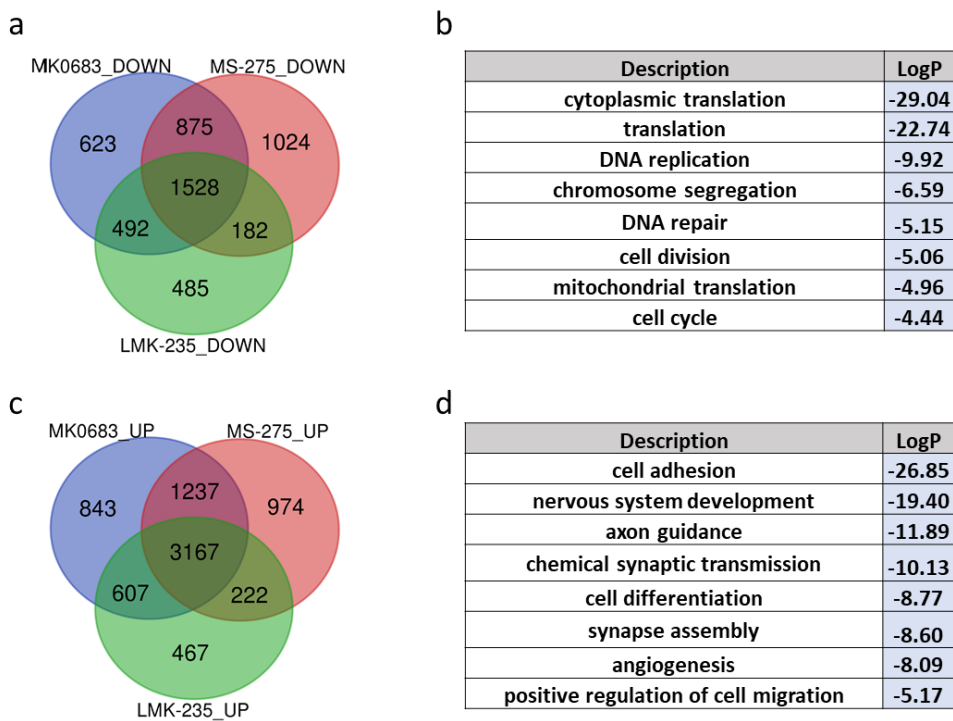 a
MK0683_DOWN
MS-275_DOWN
623
875
1024
1528
492
182
485
LMK-235_DOWN
b
Description LogP
cytoplasmic translation -29.04
translation -22.74
DNA replication -9.92
chromosome segregation -6.59
DNA repair -5.15
cell division -5.06
mitochondrial translation -4.96
cell cycle -4.44
c
MK0683_UP
MS-275_UP
843
1237
974
3167
607
222
467
LMK-235_UP
d
Description LogP
cell adhesion -26.85
nervous system development -19.40
axon guidance -11.89
chemical synaptic transmission -10.13
cell differentiation -8.77
synapse assembly -8.60
angiogenesis -8.09
positive regulation of cell migration -5.17